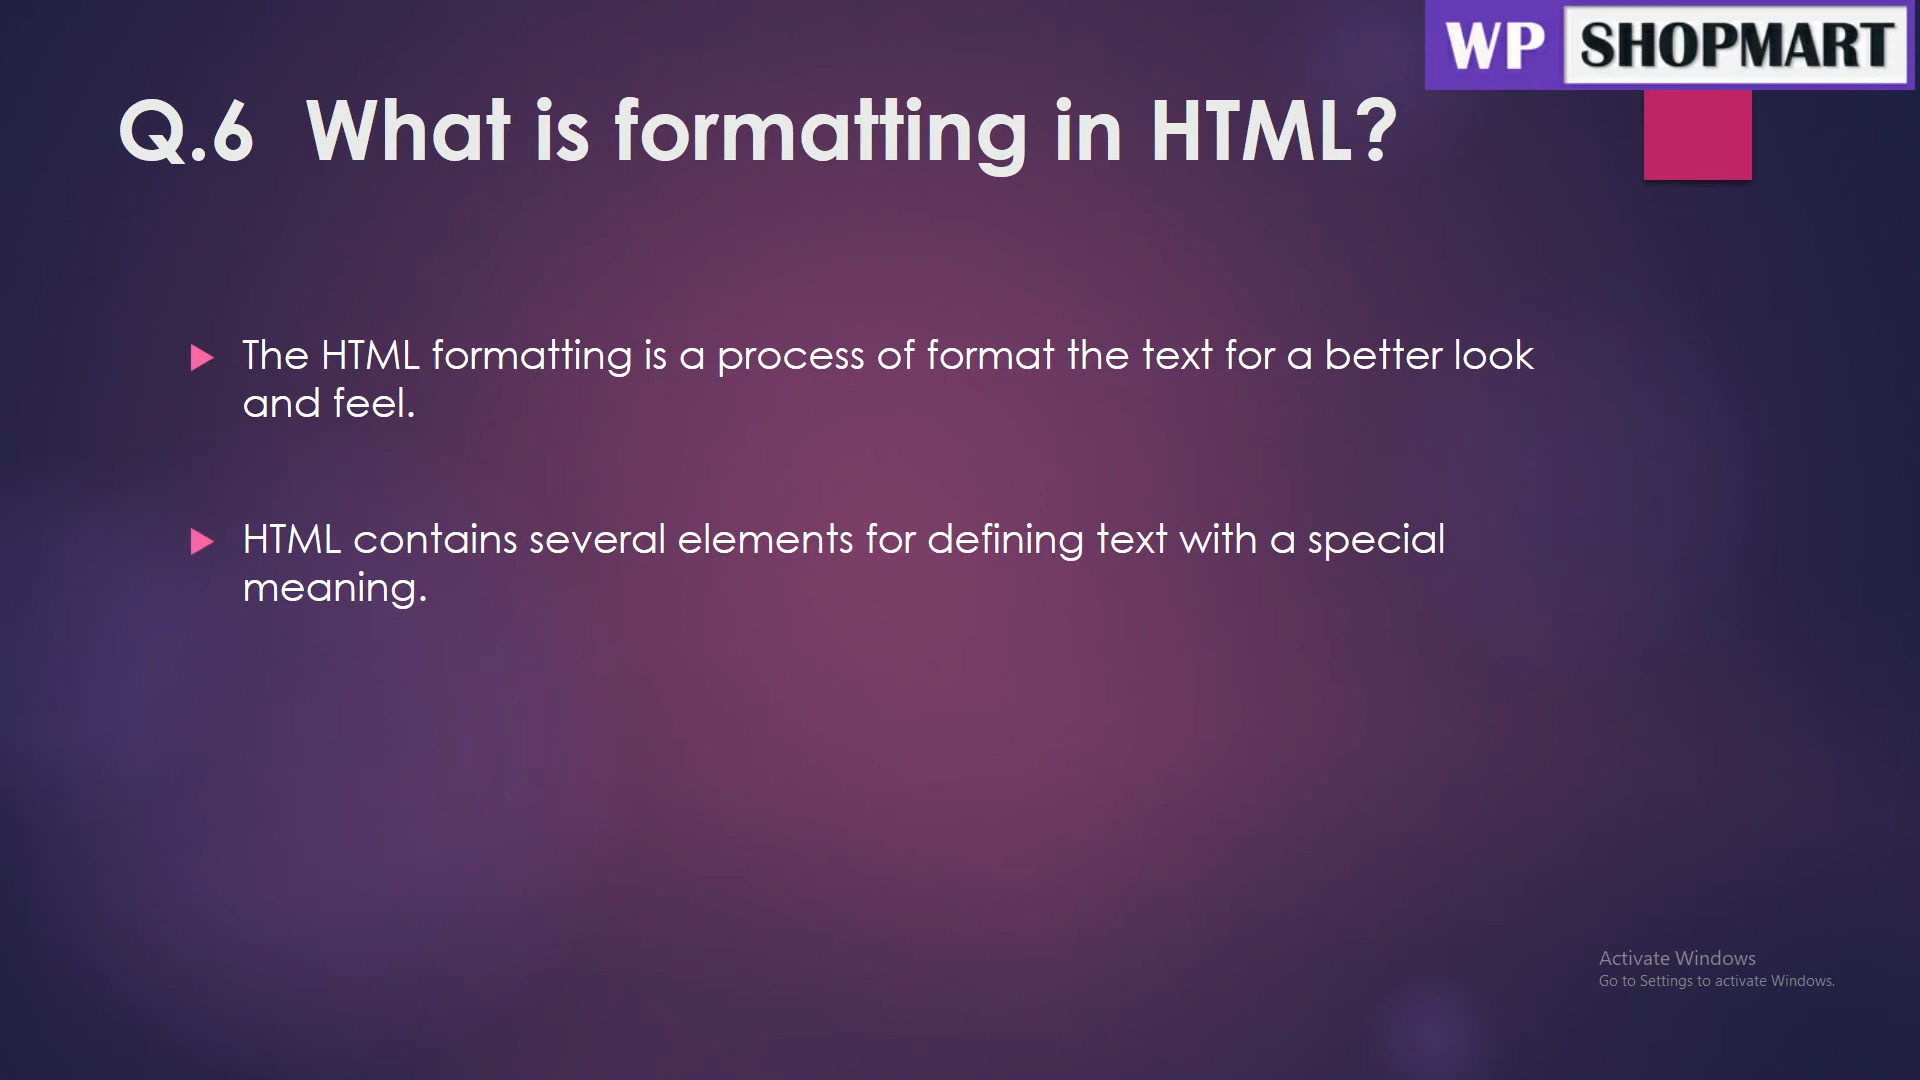 WP SHOPMART
Q.6 What is formatting in HTML?
The HTML formatting is a process of format the text for a better look
and feel.
HTML contains several elements for defining text with a special
meaning.
Activate Windows
Go to Settings to activate Windows.